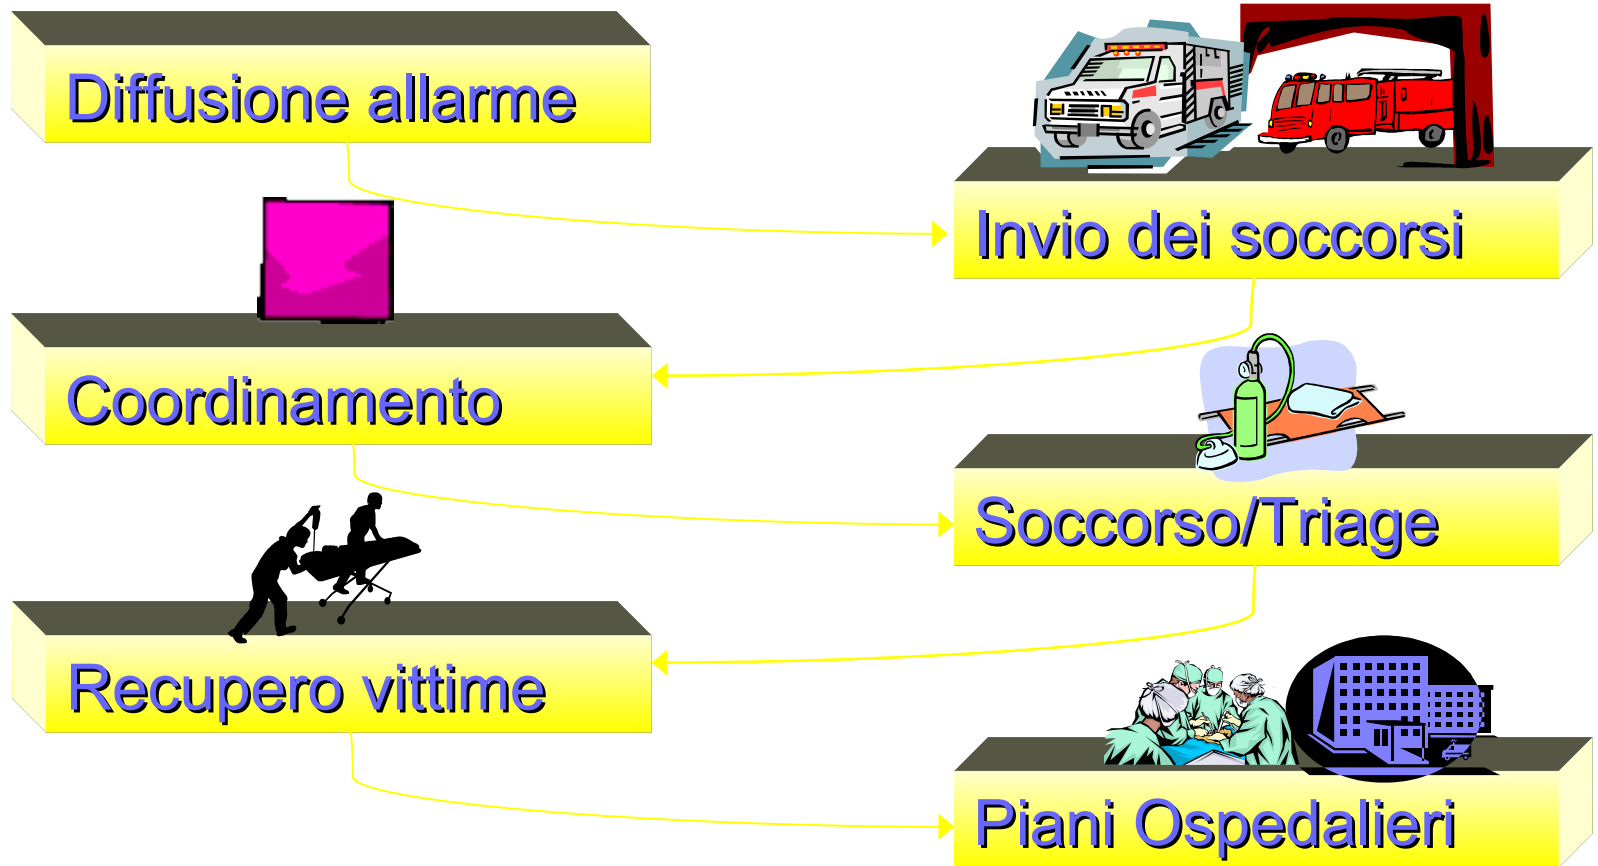 Diffusione allarme
Invio dei soccorsi
Coordinamento
Soccorso/Triage
Recupero vittime
Piani Ospedalieri